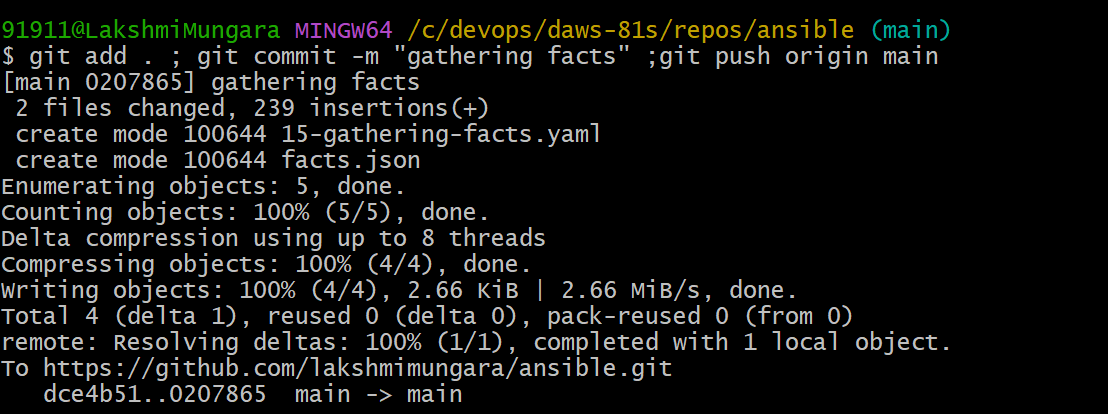 91911@LakshmiMungara MINGW64 /c/devops/daws-81s/repos/ansible (main)
$ git add . ; git commit -m "gathering facts" ;git push origin main
[main 0207865] gathering facts
 2 files changed, 239 insertions(+)
 create mode 100644 15-gathering-facts.yaml
 create mode 100644 facts.json
Enumerating objects: 5, done.
Counting objects: 100% (5/5), done.
Delta compression using up to 8 threads
Compressing objects: 100% (4/4), done.
Writing objects: 100% (4/4), 2.66 KiB | 2.66 MiB/s, done.
Total 4 (delta 1), reused 0 (delta 0), pack-reused 0 (from 0)
remote: Resolving deltas: 100% (1/1), completed with 1 local object.
To https://github.com/lakshmimungara/ansible.git
   dce4b51..0207865  main -> main